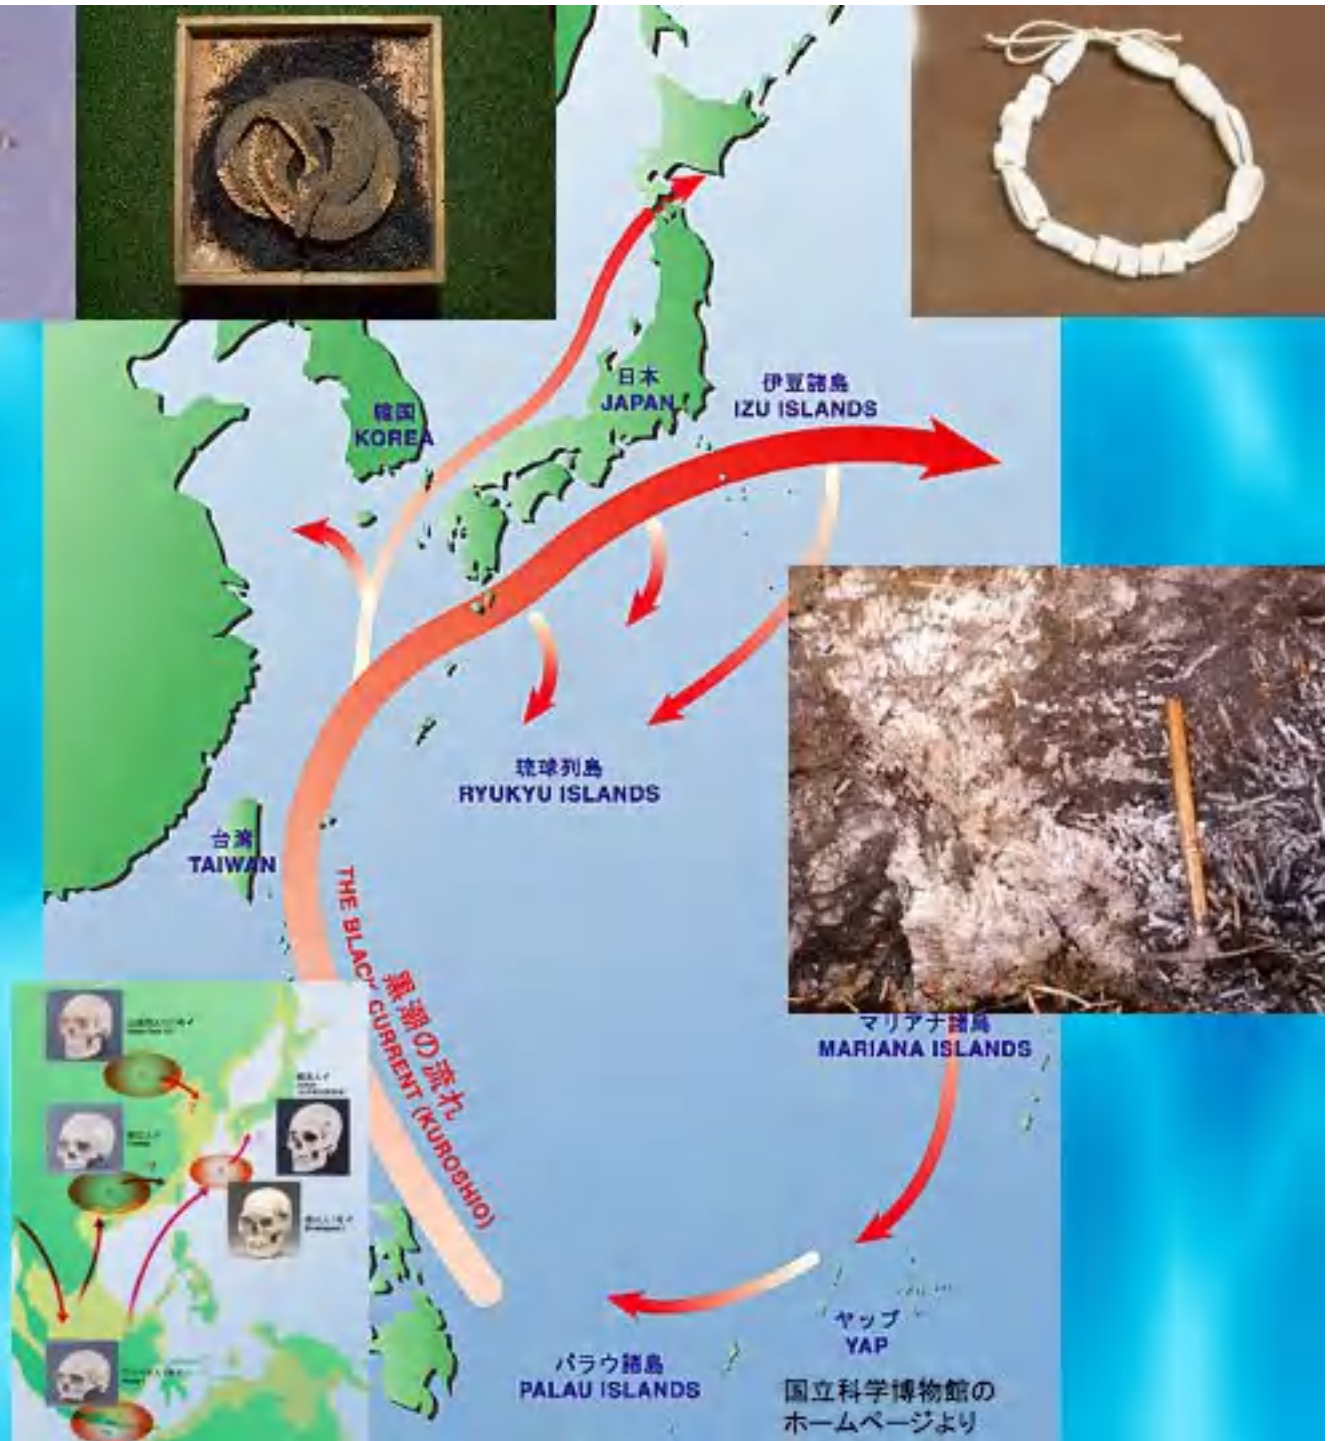 日本
JAPAN
伊豆諸島
IZU ISLANDS
韓国
KOREA
琉球列島
RYUKYU ISLANDS
台湾
TAIWAN
黒潮の流れ
CURRENT (KUROSHIO)
マリアナ諸島
MARIANA ISLANDS
ヤップ
YAP
パラウ諸島
PALAU ISLANDS
国立科学博物館の
ホームページより